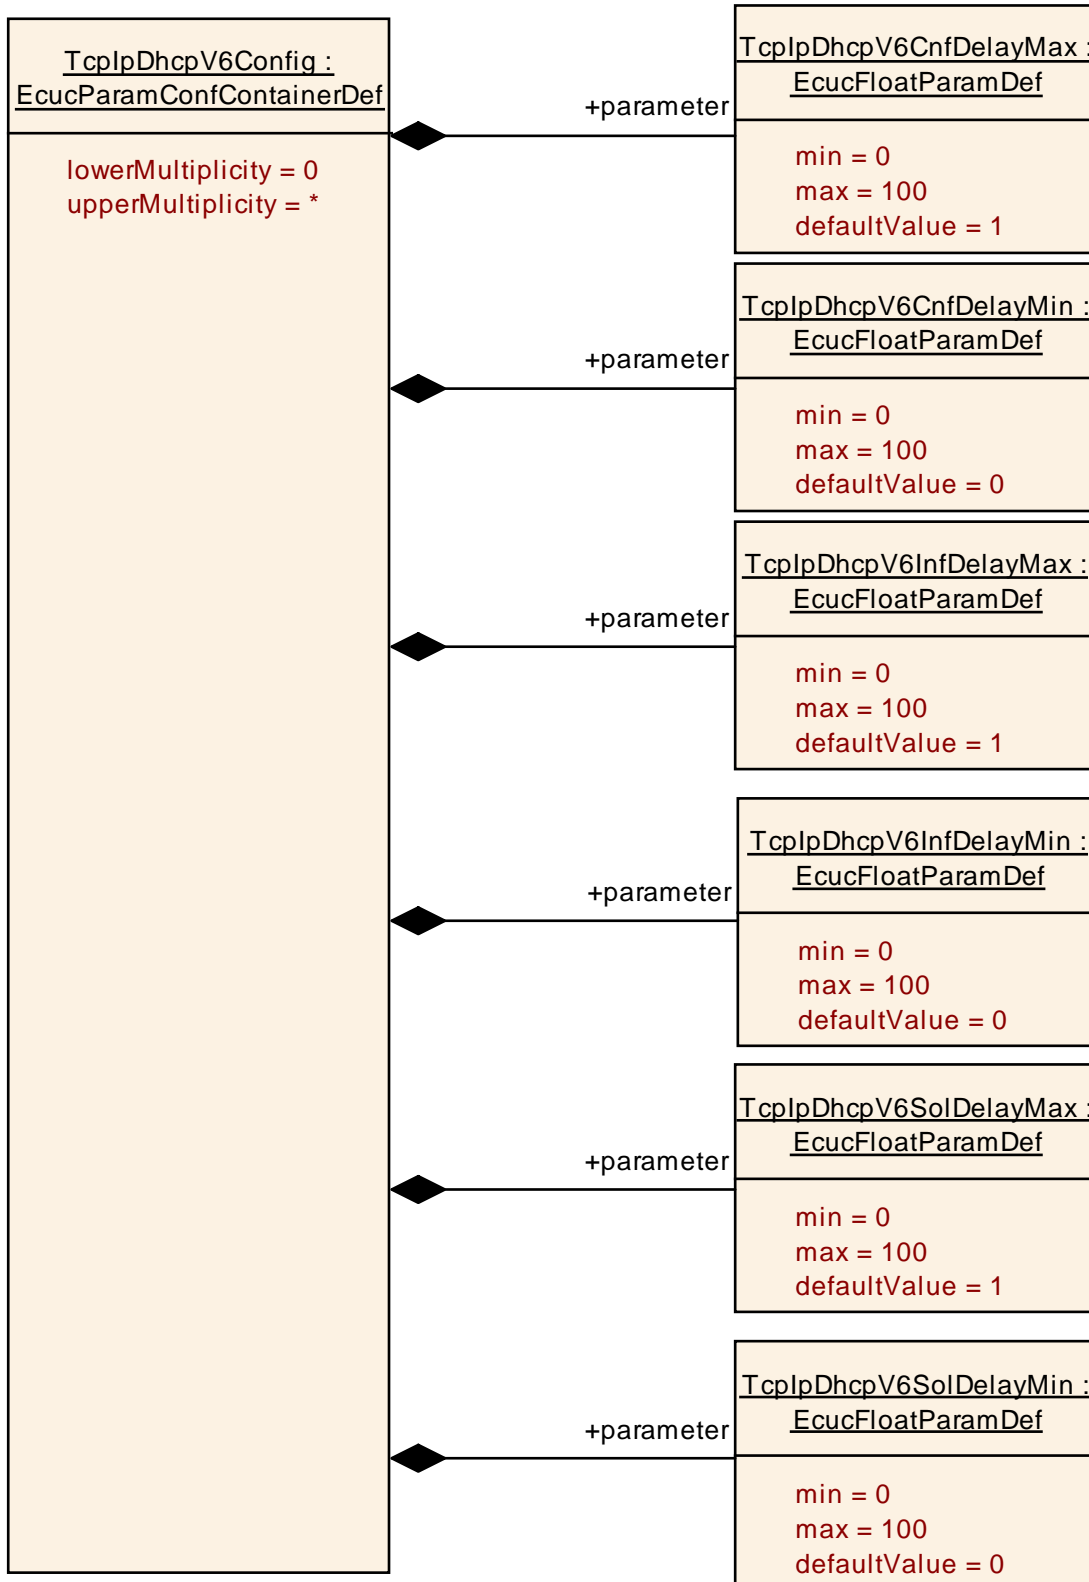 TcpIpDhcpV6Config :
EcucParamConfContainerDef
lowerMultiplicity = 0
upperMultiplicity = *
+parameter
TcpIpDhcpV6CnfDelayMax :
EcucFloatParamDef
min = 0
max = 100
defaultValue = 1
+parameter
TcpIpDhcpV6CnfDelayMin :
EcucFloatParamDef
min = 0
max = 100
defaultValue = 0
+parameter
TcpIpDhcpV6InfDelayMax :
EcucFloatParamDef
min = 0
max = 100
defaultValue = 1
+parameter
TcpIpDhcpV6InfDelayMin :
EcucFloatParamDef
min = 0
max = 100
defaultValue = 0
+parameter
TcpIpDhcpV6SolDelayMax :
EcucFloatParamDef
min = 0
max = 100
defaultValue = 1
+parameter
TcpIpDhcpV6SolDelayMin :
EcucFloatParamDef
min = 0
max = 100
defaultValue = 0